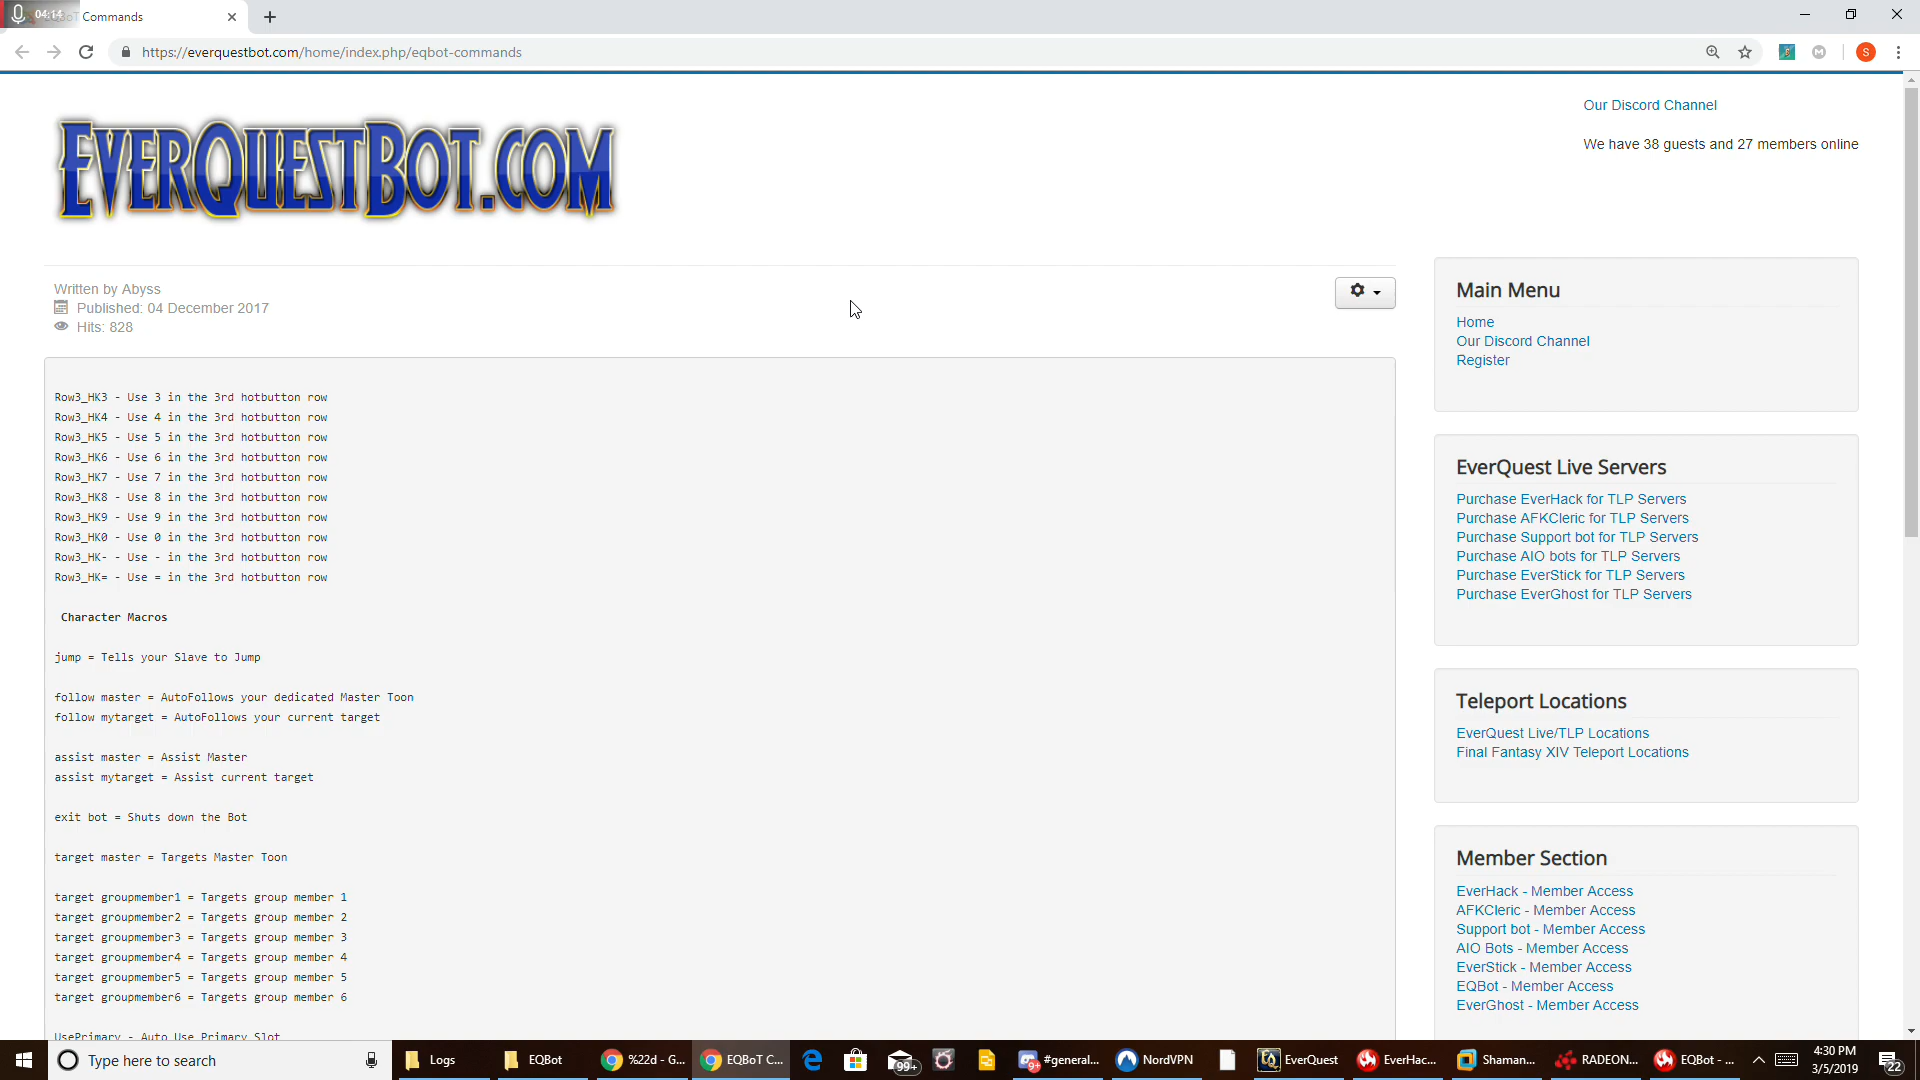 04:14
Commands
https://everquestbot.com/home/index.php/eqbot-commands
S
EverQuestBot.com
Our Discord Channel
We have 38 guests and 27 members online
Written by Abyss
Published: 04 December 2017
Hits: 828
Row3_HK3 - Use 3 in the 3rd hotbutton row
Row3_HK4 - Use 4 in the 3rd hotbutton row
Row3_HK5 - Use 5 in the 3rd hotbutton row
Row3_HK6 - Use 6 in the 3rd hotbutton row
Row3_HK7 - Use 7 in the 3rd hotbutton row
Row3_HK8 - Use 8 in the 3rd hotbutton row
Row3_HK9 - Use 9 in the 3rd hotbutton row
Row3_HK0 - Use 0 in the 3rd hotbutton row
Row3_HK- - Use - in the 3rd hotbutton row
Row3_HK= - Use = in the 3rd hotbutton row
Character Macros
jump = Tells your Slave to Jump
follow master = AutoFollows your dedicated Master Toon
follow mytarget = AutoFollows your current target
assist master = Assist Master
assist mytarget = Assist current target
exit bot = Shuts down the Bot
target master = Targets Master Toon
target groupmember1 = Targets group member 1
target groupmember2 = Targets group member 2
target groupmember3 = Targets group member 3
target groupmember4 = Targets group member 4
target groupmember5 = Targets group member 5
target groupmember6 = Targets group member 6
UsePrimary - Auto Use Primary Slot
Main Menu
Home
Our Discord Channel
Register
EverQuest Live Servers
Purchase EverHack for TLP Servers
Purchase AFKCleric for TLP Servers
Purchase Support bot for TLP Servers
Purchase AIO bots for TLP Servers
Purchase EverStick for TLP Servers
Purchase EverGhost for TLP Servers
Teleport Locations
EverQuest Live/TLP Locations
Final Fantasy XIV Teleport Locations
Member Section
EverHack - Member Access
AFKCleric - Member Access
Support bot - Member Access
AIO Bots - Member Access
EverStick - Member Access
EQBot - Member Access
EverGhost - Member Access
Type here to search
Logs
EQBot
%22d - G...
EQBoT C...
99+
9+
#general...
NordVPN
EverQuest
EverHac...
Shaman...
RADEON...
EQBot - ...
4:30 PM
3/5/2019
22